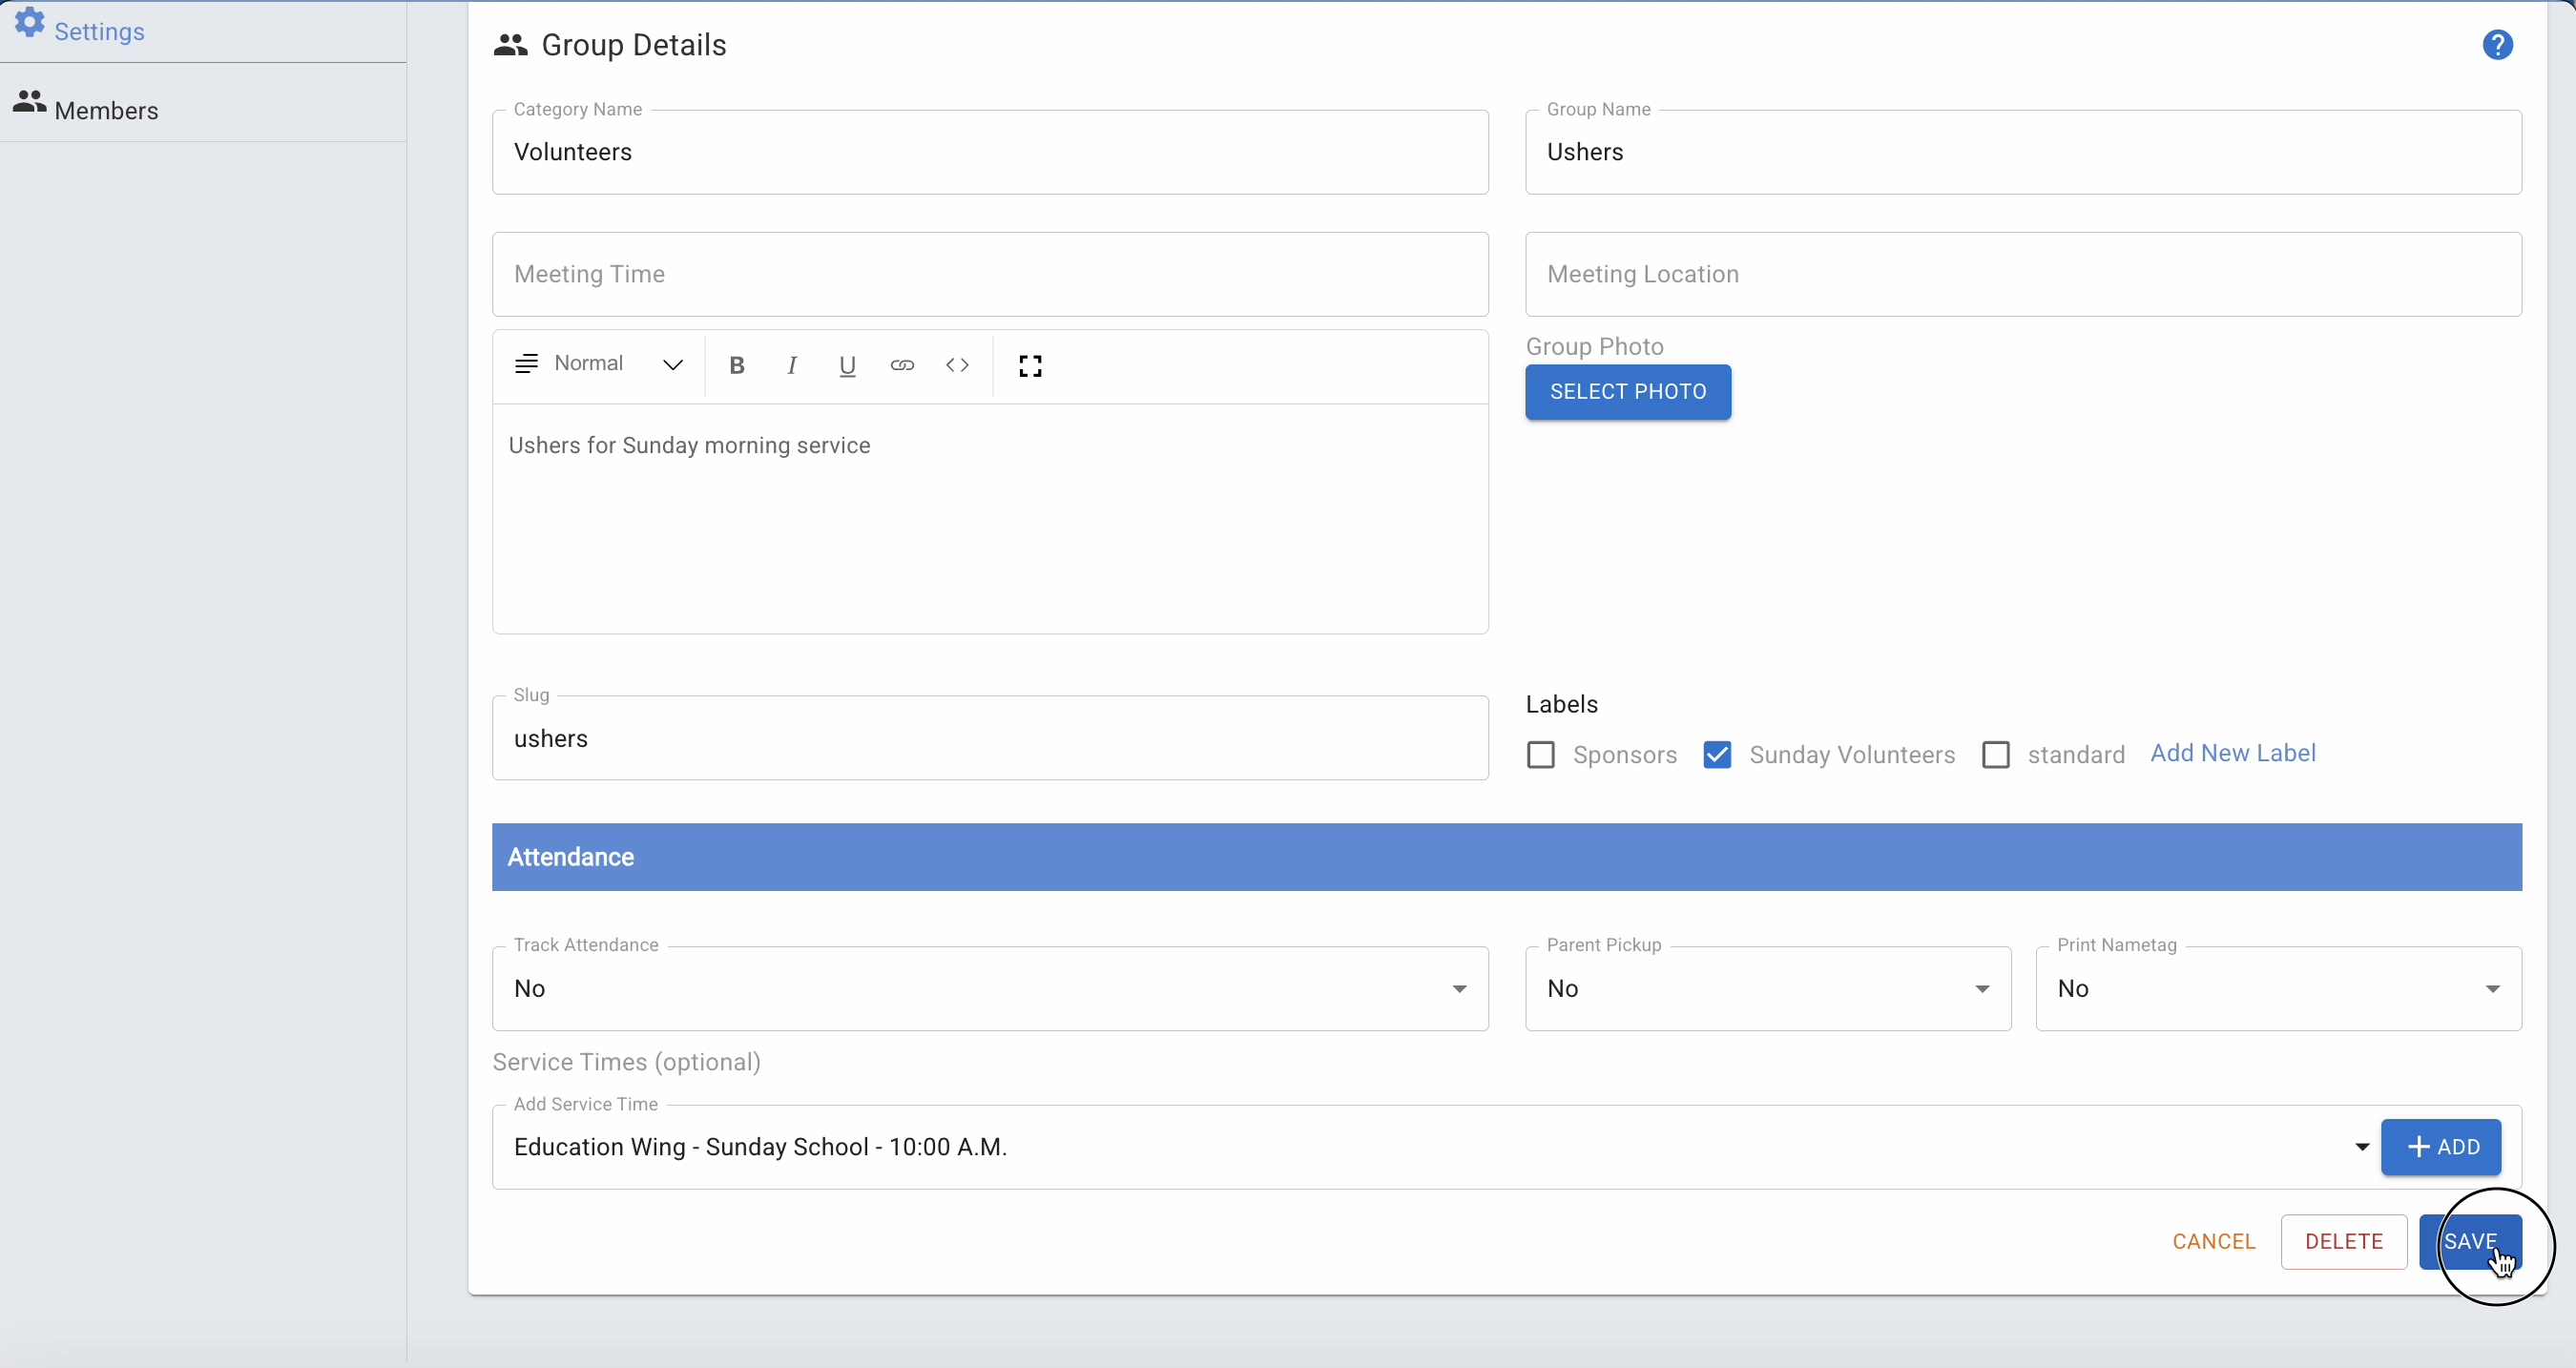 Settings
Members
Group Details
?
Category Name
Volunteers
Group Name
Ushers
Meeting Time
Meeting Location
Normal
B I U <>
Group Photo
SELECT PHOTO
Ushers for Sunday morning service
Slug
ushers
Labels
Sponsors Sunday Volunteers standard Add New Label
Attendance
Track Attendance
No
Parent Pickup
No
Print Nametag
No
Service Times (optional)
Add Service Time
Education Wing - Sunday School - 10:00 A.M.
+ ADD
CANCEL DELETE SAVE